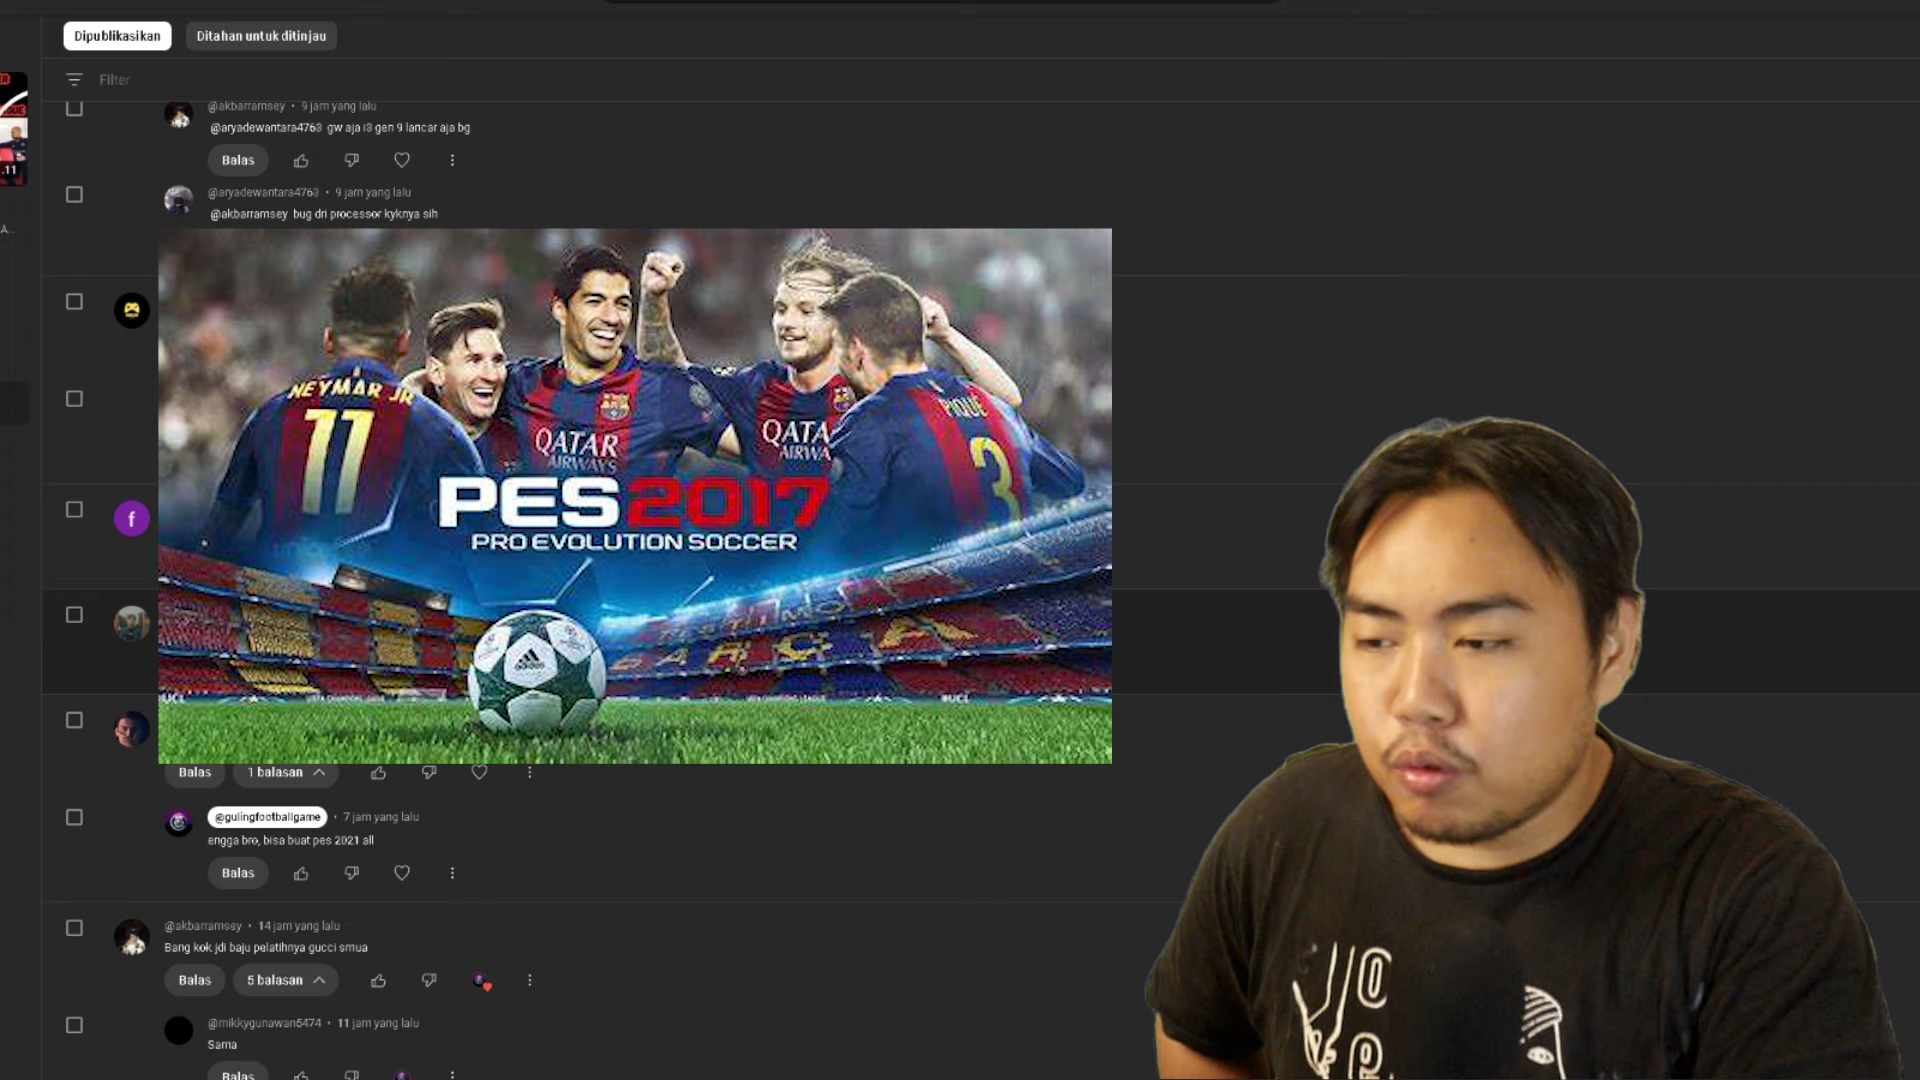 Dipublikasikan
Ditahan untuk ditinjau
Filter
@akbarramsey • 9 jam yang lalu
@aryadewantara4763 gw aja i3 gen 9 lancar aja bg
Balas
@aryadewantara4763 • 9 jam yang lalu
@akbarramsey bug dri processor kyknya sih
.11
A...
NEYMAR JR
11
QATAR
AIRWAYS
QATA
AIRWA
PIQUÉ
3
PES2017
PRO EVOLUTION SOCCER
adidas
f
Balas
1 balasan
@gulingfootballgame • 7 jam yang lalu
engga bro, bisa buat pes 2021 all
Balas
@akbarramsey • 14 jam yang lalu
Bang kok jdi baju pelatihnya gucci smua
Balas
5 balasan
@mikkygunawan5474 • 11 jam yang lalu
Sama
Balas